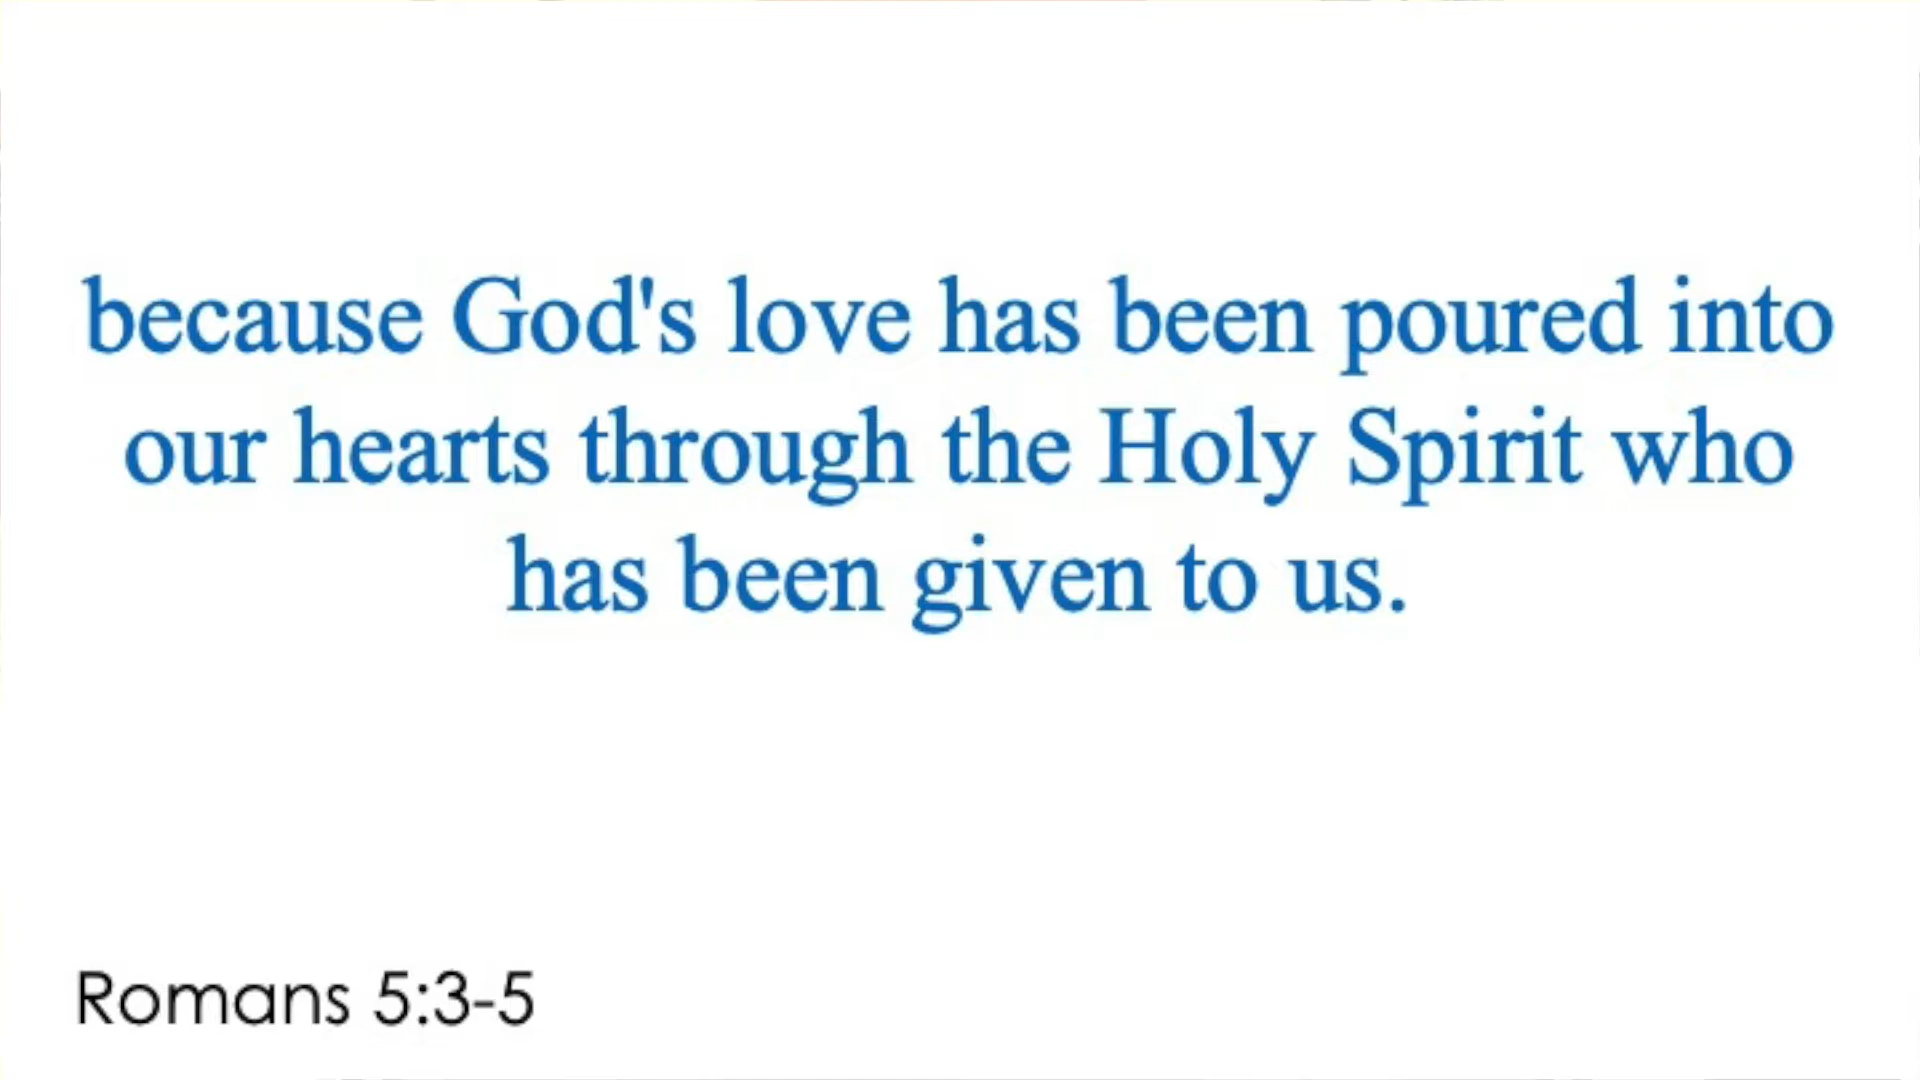 because God's love has been poured into
our hearts through the Holy Spirit who
has been given to us.
Romans 5:3-5